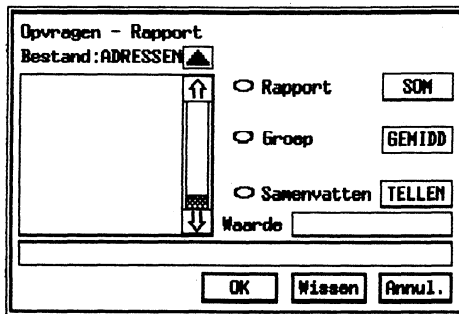 Opvragen - Rapport
Bestand:ADRESSEN
Rapport SOM
Groep GEMIDD
Samenvatten TELLEN
Waarde
OK Wissen Annul.